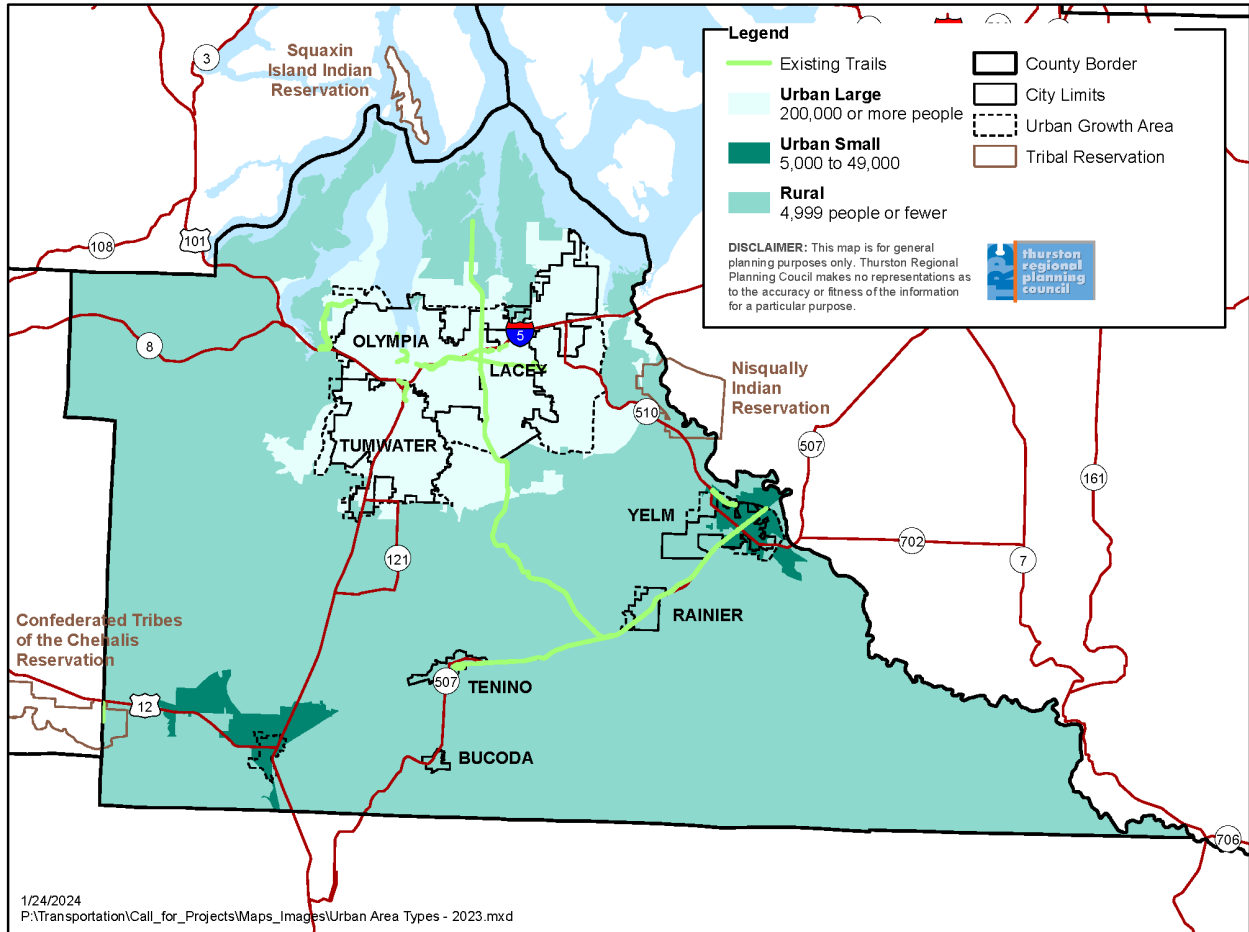 Legend
Existing Trails
Urban Large
200,000 or more people
Urban Small
5,000 to 49,000
Rural
4,999 people or fewer
County Border
City Limits
Urban Growth Area
Tribal Reservation
DISCLAIMER: This map is for general
planning purposes only. Thurston Regional
Planning Coucil makes no representations as
to the accuracy or fitness of the information
for a particular purpose.
TRPC
thurston
regional
planning
council
3
Squaxin
Island Indian
Reservation
108
101
8
OLYMPIA
5
LACEY
Nisqually
Indian
Reservation
510
507
TUMWATER
161
YELM
702
7
121
RAINIER
Confederated Tribes
of the Chehalis
Reservation
507
TENINO
12
BUCODA
706
1/24/2024
P:\Transportation\Call_for_Projects\Maps_Images\Urban Area Types - 2023.mxd